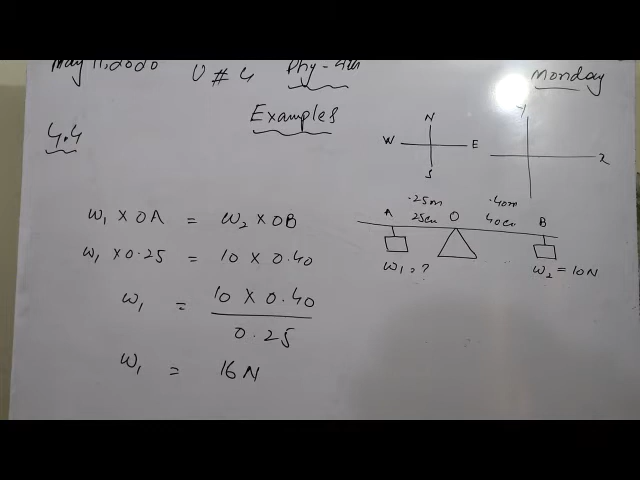 May 11, 2020 U # 4 Phy - 9th Monday
Examples
4.4
N
W E
S
y
x
.25m .40m
A 25cm O 40cm B
W₁ = ? W₂ = 10N
W₁ × OA = W₂ × OB
W₁ × 0.25 = 10 × 0.40
W₁ = 10 × 0.40
0.25
W₁ = 16N